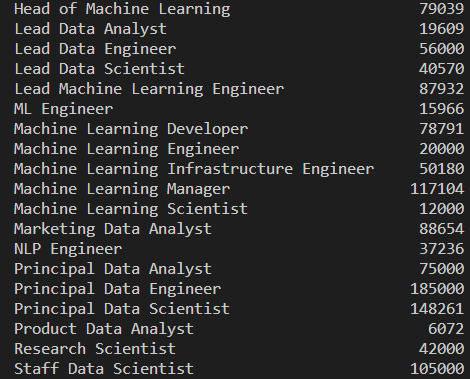 Head of Machine Learning 79039
Lead Data Analyst 19609
Lead Data Engineer 56000
Lead Data Scientist 40570
Lead Machine Learning Engineer 87932
ML Engineer 15966
Machine Learning Developer 78791
Machine Learning Engineer 20000
Machine Learning Infrastructure Engineer 50180
Machine Learning Manager 117104
Machine Learning Scientist 12000
Marketing Data Analyst 88654
NLP Engineer 37236
Principal Data Analyst 75000
Principal Data Engineer 185000
Principal Data Scientist 148261
Product Data Analyst 6072
Research Scientist 42000
Staff Data Scientist 105000